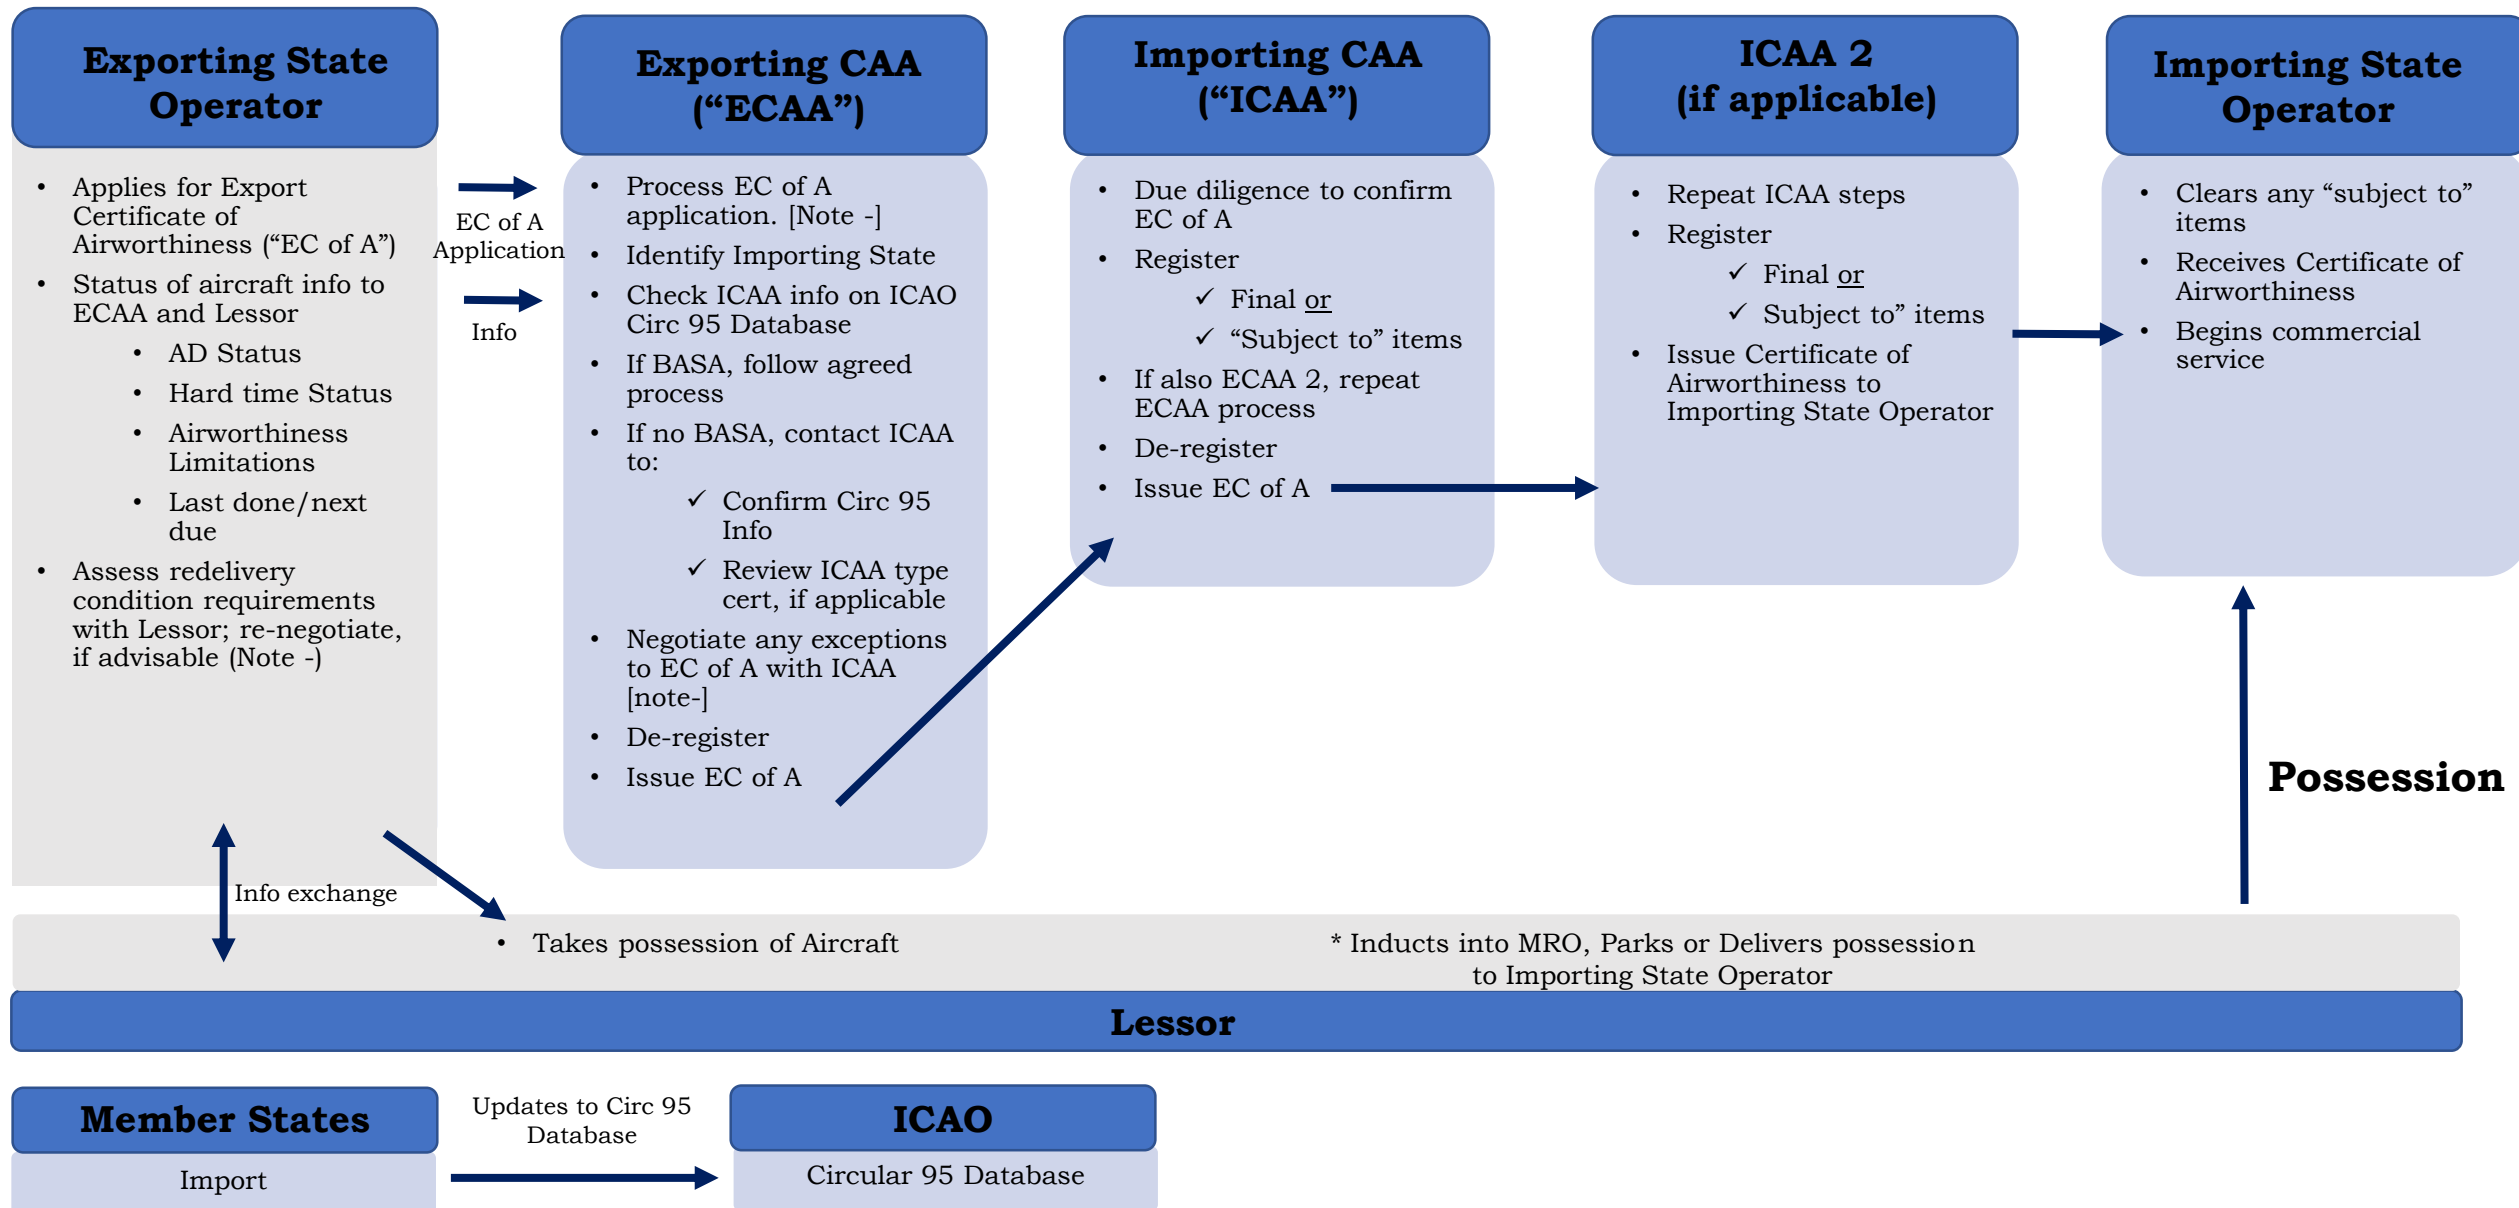 Exporting State
Operator
• Applies for Export
Certificate of
Airworthiness (“EC of A”)
• Status of aircraft info to
ECAA and Lessor
• AD Status
• Hard time Status
• Airworthiness
Limitations
• Last done/next
due
• Assess redelivery
condition requirements
with Lessor; re-negotiate,
if advisable (Note -)
EC of A
Application
Info
Exporting CAA
(“ECAA”)
• Process EC of A
application. [Note -]
• Identify Importing State
• Check ICAA info on ICAO
Circ 95 Database
• If BASA, follow agreed
process
• If no BASA, contact ICAA
to:
✓ Confirm Circ 95
Info
✓ Review ICAA type
cert, if applicable
• Negotiate any exceptions
to EC of A with ICAA
[note-]
• De-register
• Issue EC of A
Importing CAA
(“ICAA”)
• Due diligence to confirm
EC of A
• Register
✓ Final or
✓ “Subject to” items
• If also ECAA 2, repeat
ECAA process
• De-register
• Issue EC of A
ICAA 2
(if applicable)
• Repeat ICAA steps
• Register
✓ Final or
✓ Subject to” items
• Issue Certificate of
Airworthiness to
Importing State Operator
Importing State
Operator
• Clears any “subject to”
items
• Receives Certificate of
Airworthiness
• Begins commercial
service
Possession
Info exchange
• Takes possession of Aircraft
* Inducts into MRO, Parks or Delivers possession
to Importing State Operator
Lessor
Member States
Import
Updates to Circ 95
Database
ICAO
Circular 95 Database